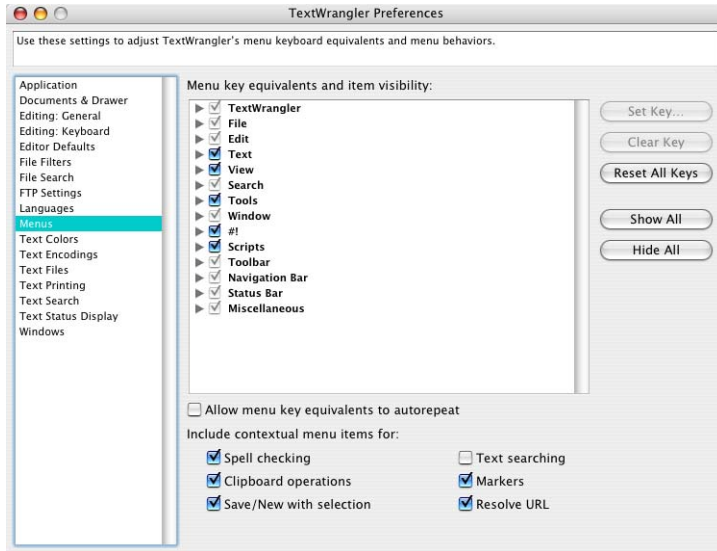 TextWrangler Preferences
Use these settings to adjust TextWrangler's menu keyboard equivalents and menu behaviors.
Application
Documents & Drawer
Editing: General
Editing: Keyboard
Editor Defaults
File Filters
File Search
FTP Settings
Languages
Menus
Text Colors
Text Encodings
Text Files
Text Printing
Text Search
Text Status Display
Windows
Menu key equivalents and item visibility:
TextWrangler
File
Edit
Text
View
Search
Tools
Window
#!
Scripts
Toolbar
Navigation Bar
Status Bar
Miscellaneous
Set Key...
Clear Key
Reset All Keys
Show All
Hide All
Allow menu key equivalents to autorepeat
Include contextual menu items for:
Spell checking
Text searching
Clipboard operations
Markers
Save/New with selection
Resolve URL